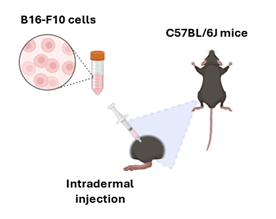 B16-F10 cells
C57BL/6J mice
Intradermal
injection